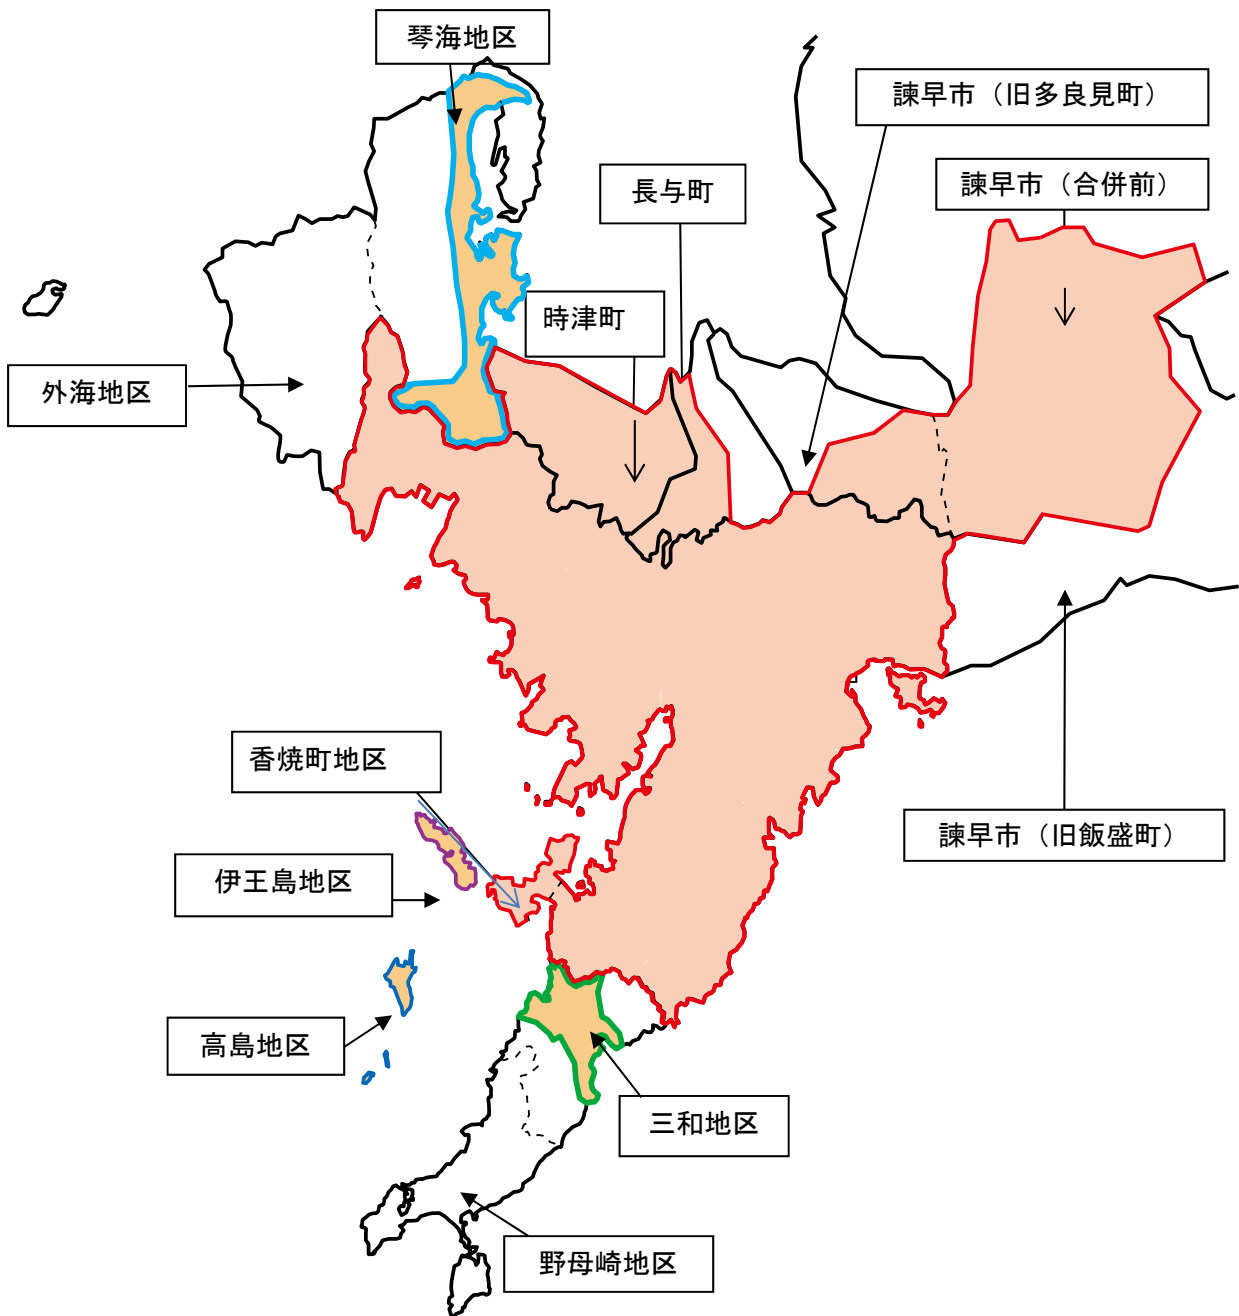 琴海地区
諫早市（旧多良見町）
諫早市（合併前）
長与町
時津町
外海地区
香焼町地区
諫早市（旧飯盛町）
伊王島地区
高島地区
三和地区
野母崎地区